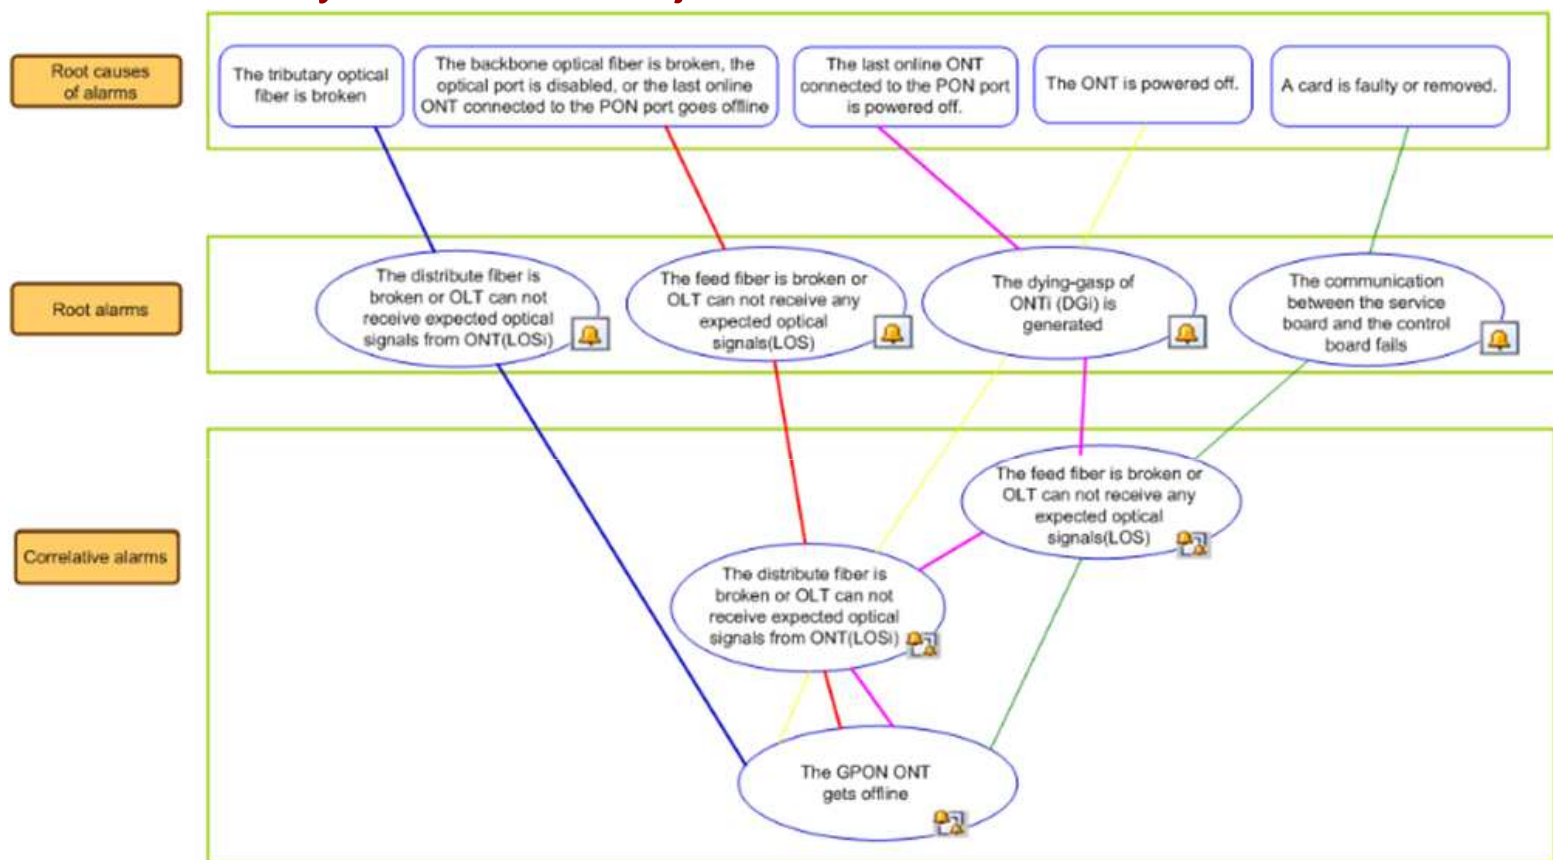 Root causes
of alarms
The tributary optical
fiber is broken
The backbone optical fiber is broken, the
optical port is disabled, or the last online
ONT connected to the PON port goes offline
The last online ONT
connected to the PON port
is powered off.
The ONT is powered off.
A card is faulty or removed.
Root alarms
The distribute fiber is
broken or OLT can not
receive expected optical
signals from ONT(LOSi)
The feed fiber is broken or
OLT can not receive any
expected optical
signals(LOS)
The dying-gasp of
ONTi (DGi) is
generated
The communication
between the service
board and the control
board fails
Correlative alarms
The feed fiber is broken or
OLT can not receive any
expected optical
signals(LOS)
The distribute fiber is
broken or OLT can not
receive expected optical
signals from ONT(LOSi)
The GPON ONT
gets offline